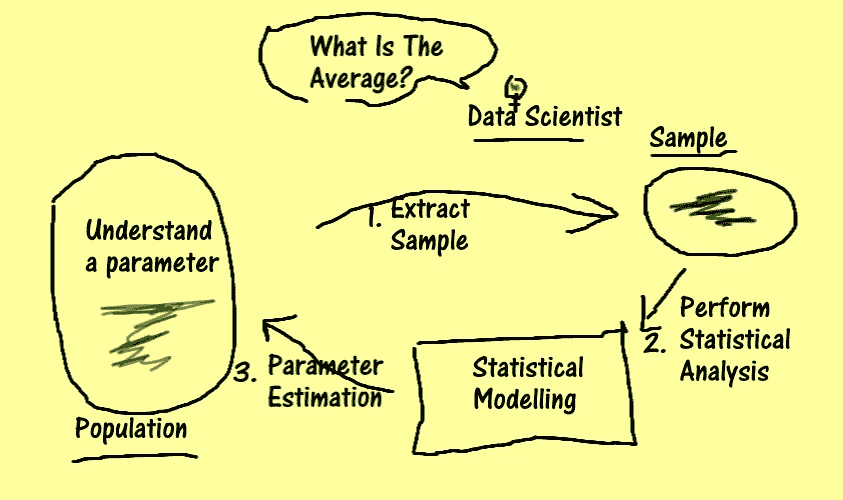 What Is The
Average?
Data Scientist
Sample
1. Extract
Sample
Understand
a parameter
Perform
2. Statistical
Analysis
Statistical
Modelling
3. Parameter
Estimation
Population